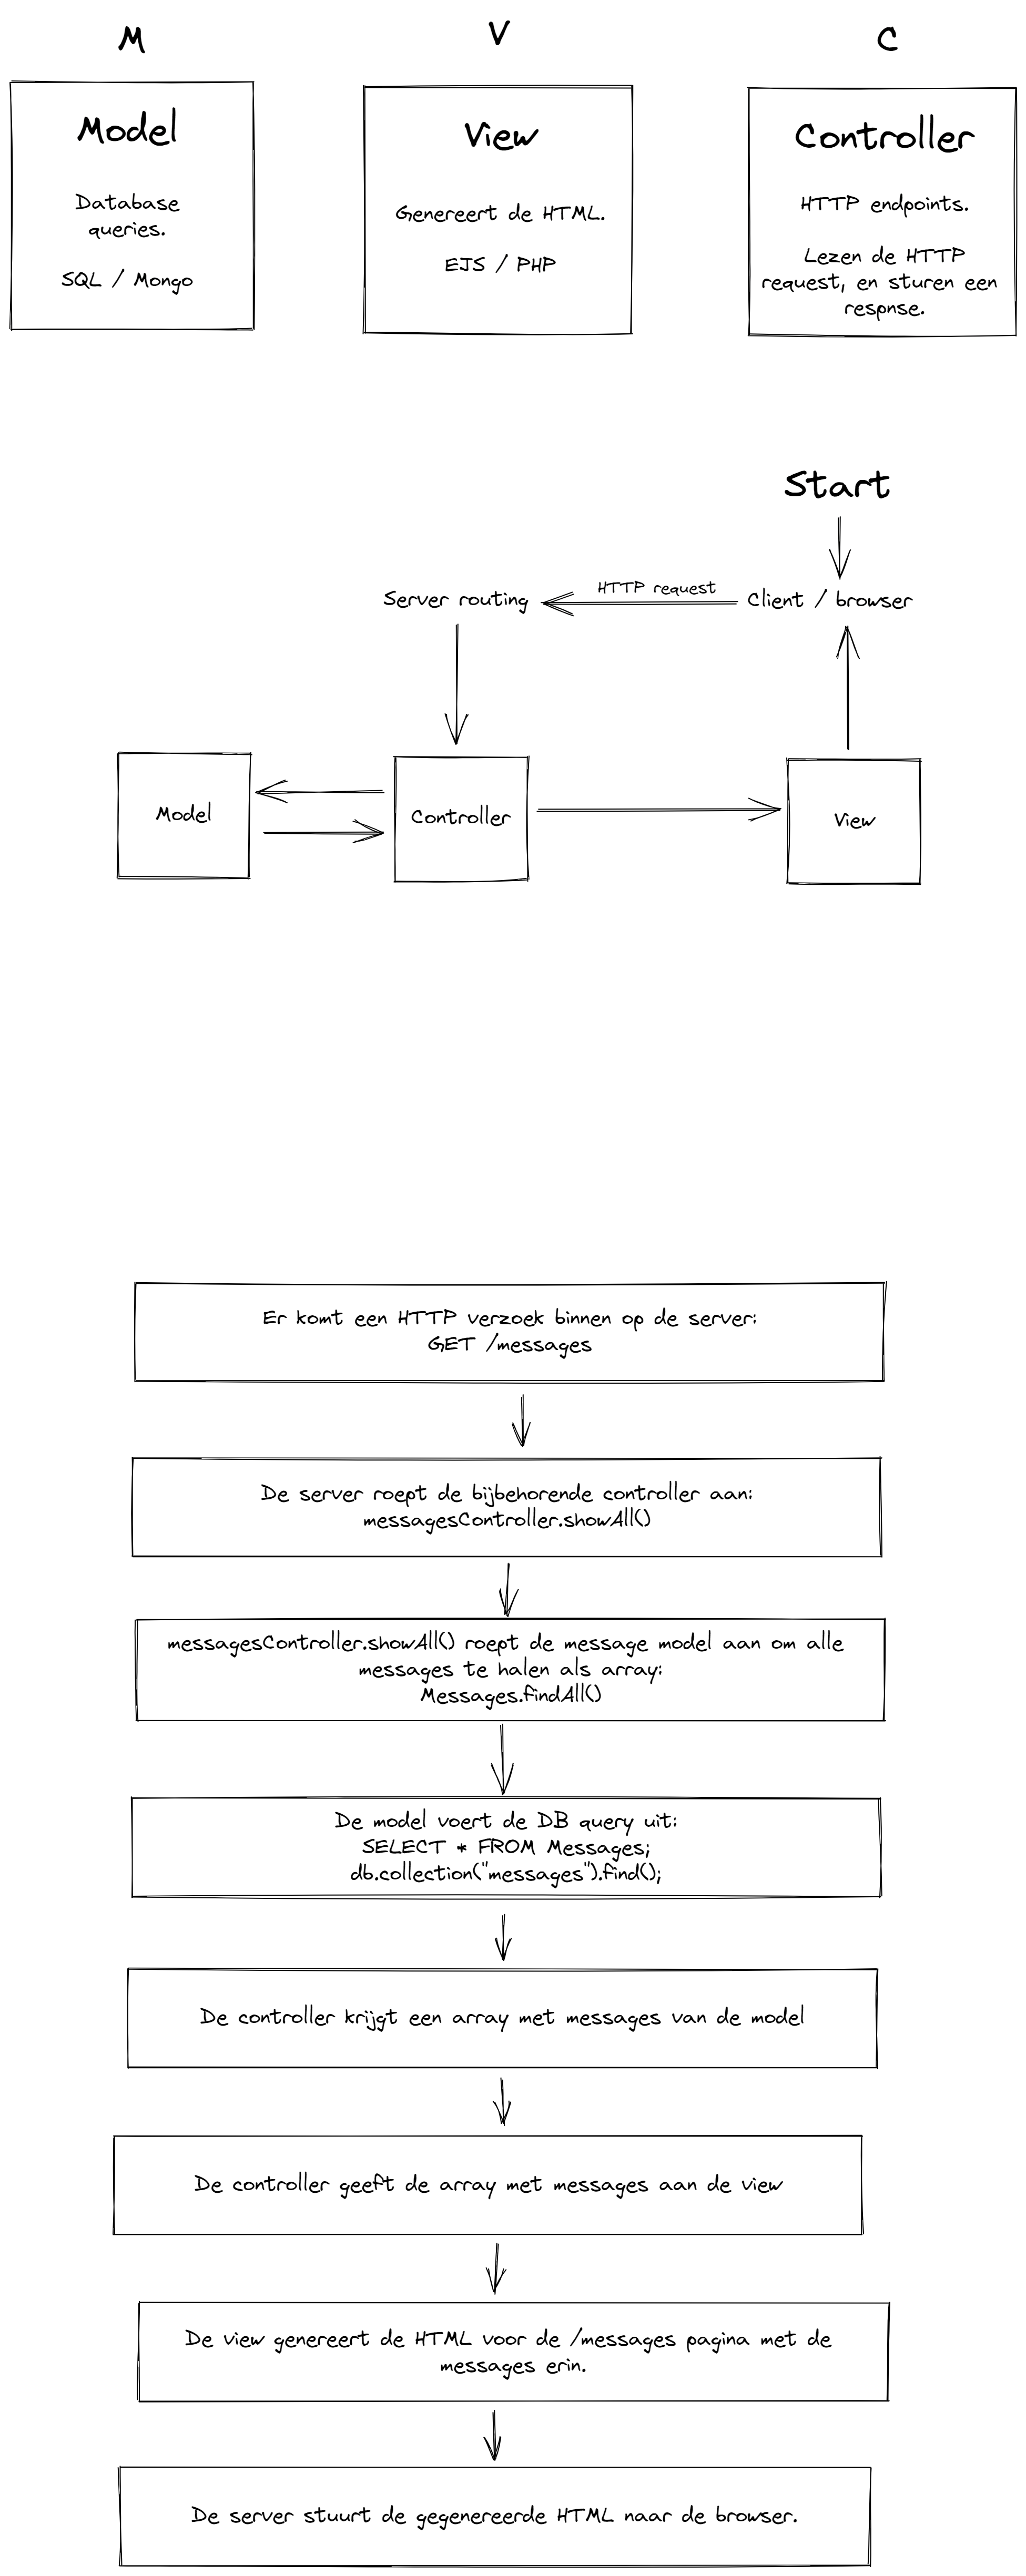 M
V
C
Model
Database
queries.
SQL / Mongo
View
Genereert de HTML.
EJS / PHP
Controller
HTTP endpoints.
Lezen de HTTP
request, en sturen een
respnse.
Start
Server routing
HTTP request
Client / browser
Model
Controller
View
Er komt een HTTP verzoek binnen op de server:
GET /messages
De server roept de bijbehorende controller aan:
messagesController.showAll()
messagesController.showAll() roept de message model aan om alle
messages te halen als array:
Messages.findAll()
De model voert de DB query uit:
SELECT * FROM Messages;
db.collection("messages").find();
De controller krijgt een array met messages van de model
De controller geeft de array met messages aan de view
De view genereert de HTML voor de /messages pagina met de
messages erin.
De server stuurt de gegenereerde HTML naar de browser.